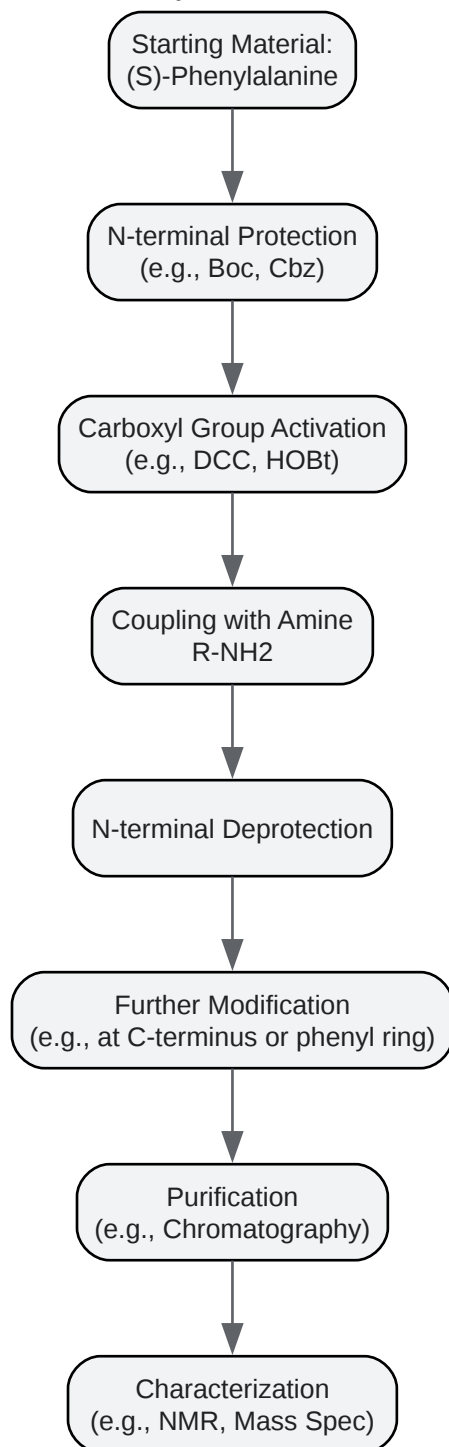 Starting Material:
(S)-Phenylalanine
N-terminal Protection
(e.g., Boc, Cbz)
Carboxyl Group Activation
(e.g., DCC, HOBt)
Coupling with Amine
R-NH2
N-terminal Deprotection
Further Modification
(e.g., at C-terminus or phenyl ring)
Purification
(e.g., Chromatography)
Characterization
(e.g., NMR, Mass Spec)